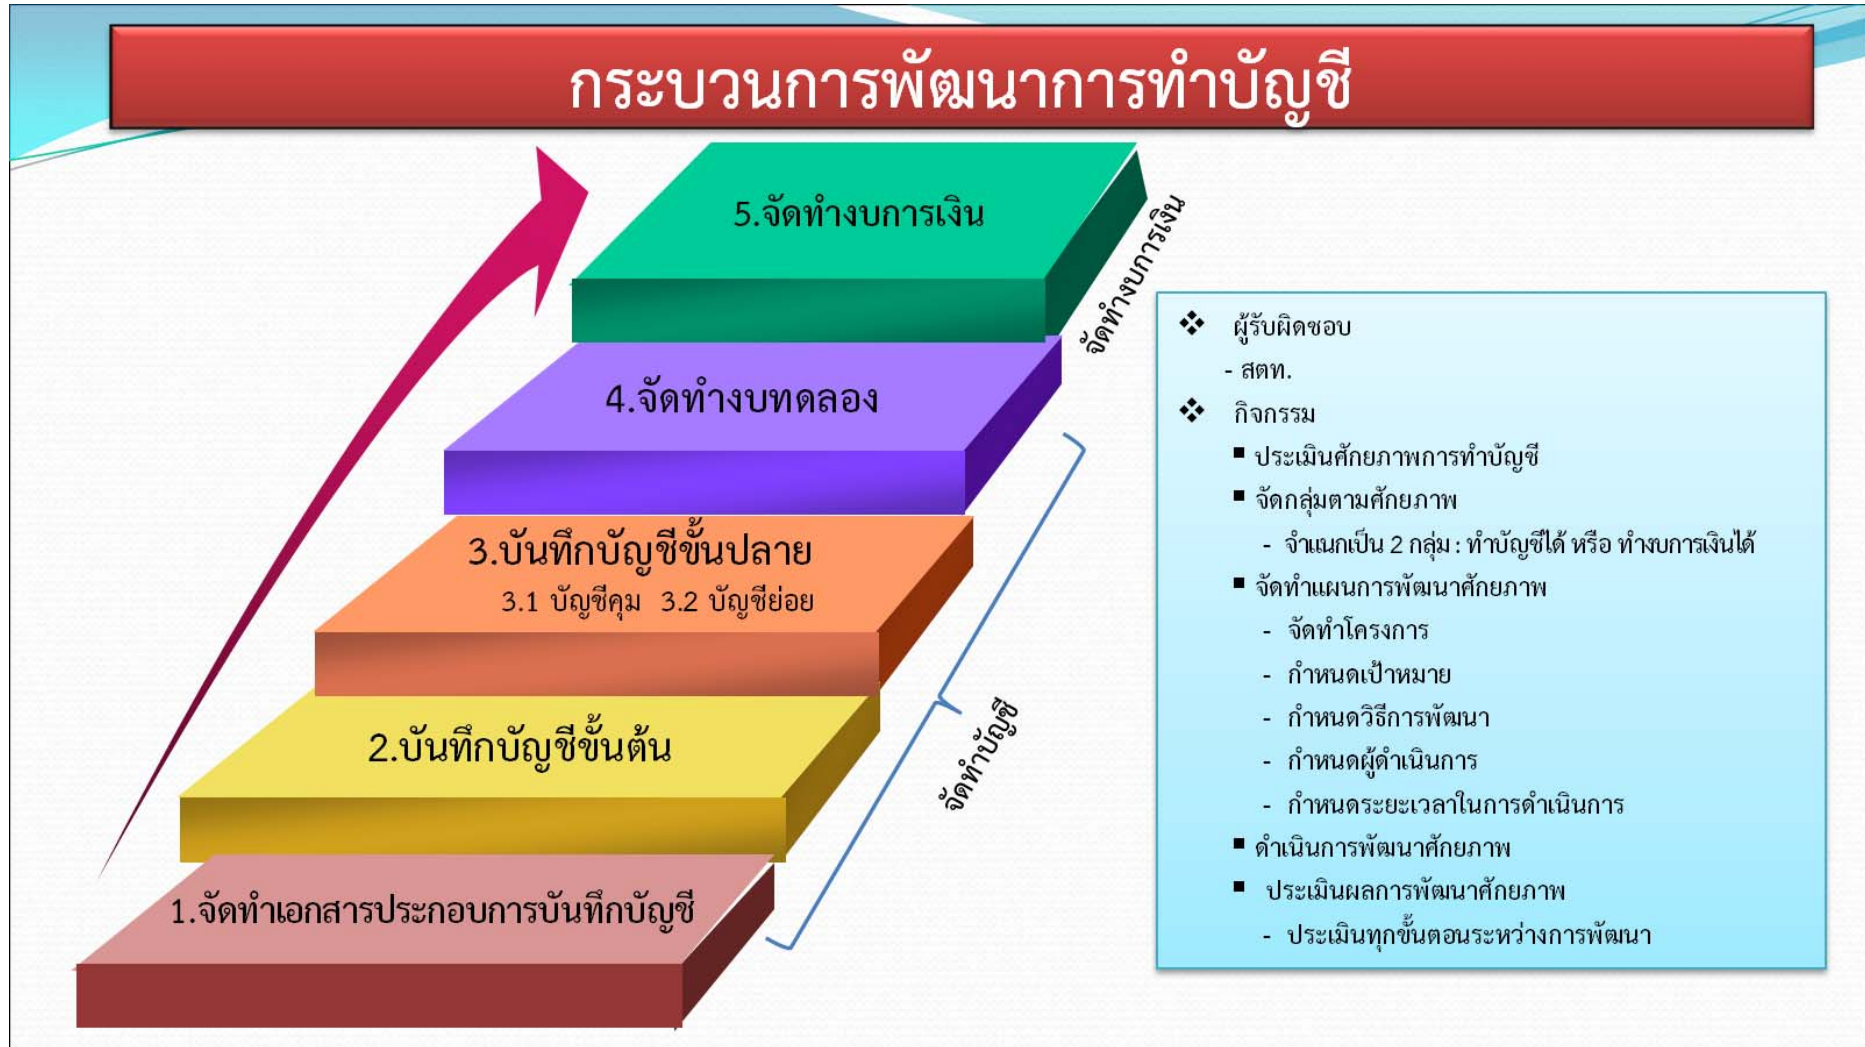 กระบวนการพัฒนาการทำบัญชี
5.จัดทำงบการเงิน
จัดทำงบการเงิน
4.จัดทำงบทดลอง
3.บันทึกบัญชีขั้นปลาย
3.1 บัญชีคุม 3.2 บัญชีย่อย
2.บันทึกบัญชีขั้นต้น
จัดทำบัญชี
1.จัดทำเอกสารประกอบการบันทึกบัญชี
❖ ผู้รับผิดชอบ
- สตท.
❖ กิจกรรม
▪ ประเมินศักยภาพการทำบัญชี
▪ จัดกลุ่มตามศักยภาพ
- จำแนกเป็น 2 กลุ่ม : ทำบัญชีได้ หรือ ทำงบการเงินได้
▪ จัดทำแผนการพัฒนาศักยภาพ
- จัดทำโครงการ
- กำหนดเป้าหมาย
- กำหนดวิธีการพัฒนา
- กำหนดผู้ดำเนินการ
- กำหนดระยะเวลาในการดำเนินการ
▪ ดำเนินการพัฒนาศักยภาพ
▪ ประเมินผลการพัฒนาศักยภาพ
- ประเมินทุกขั้นตอนระหว่างการพัฒนา